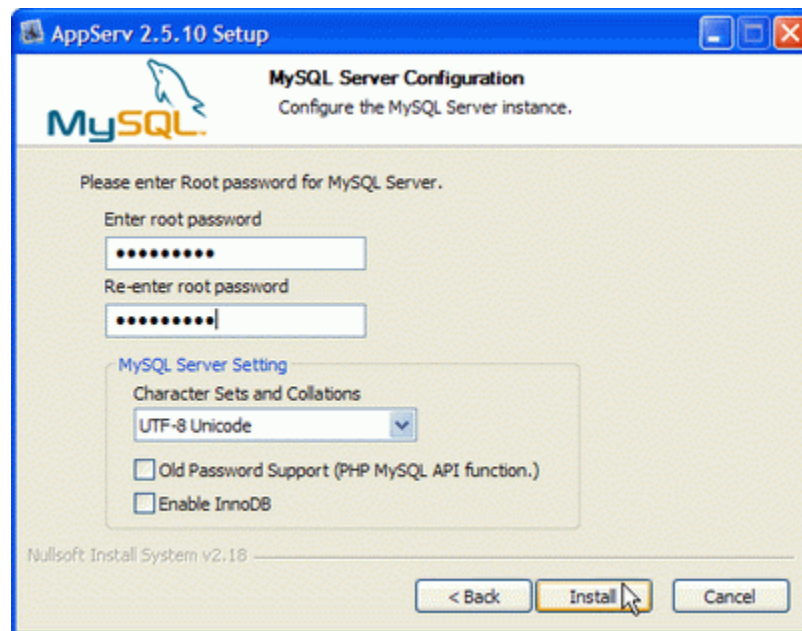 AppServ 2.5.10 Setup
MySQL Server Configuration
Configure the MySQL Server instance.
MySQL
Please enter Root password for MySQL Server.
Enter root password
•••••••••
Re-enter root password
•••••••••
MySQL Server Setting
Character Sets and Collations
UTF-8 Unicode
Old Password Support (PHP MySQL API function.)
Enable InnoDB
Nullsoft Install System v2.18
< Back Install Cancel